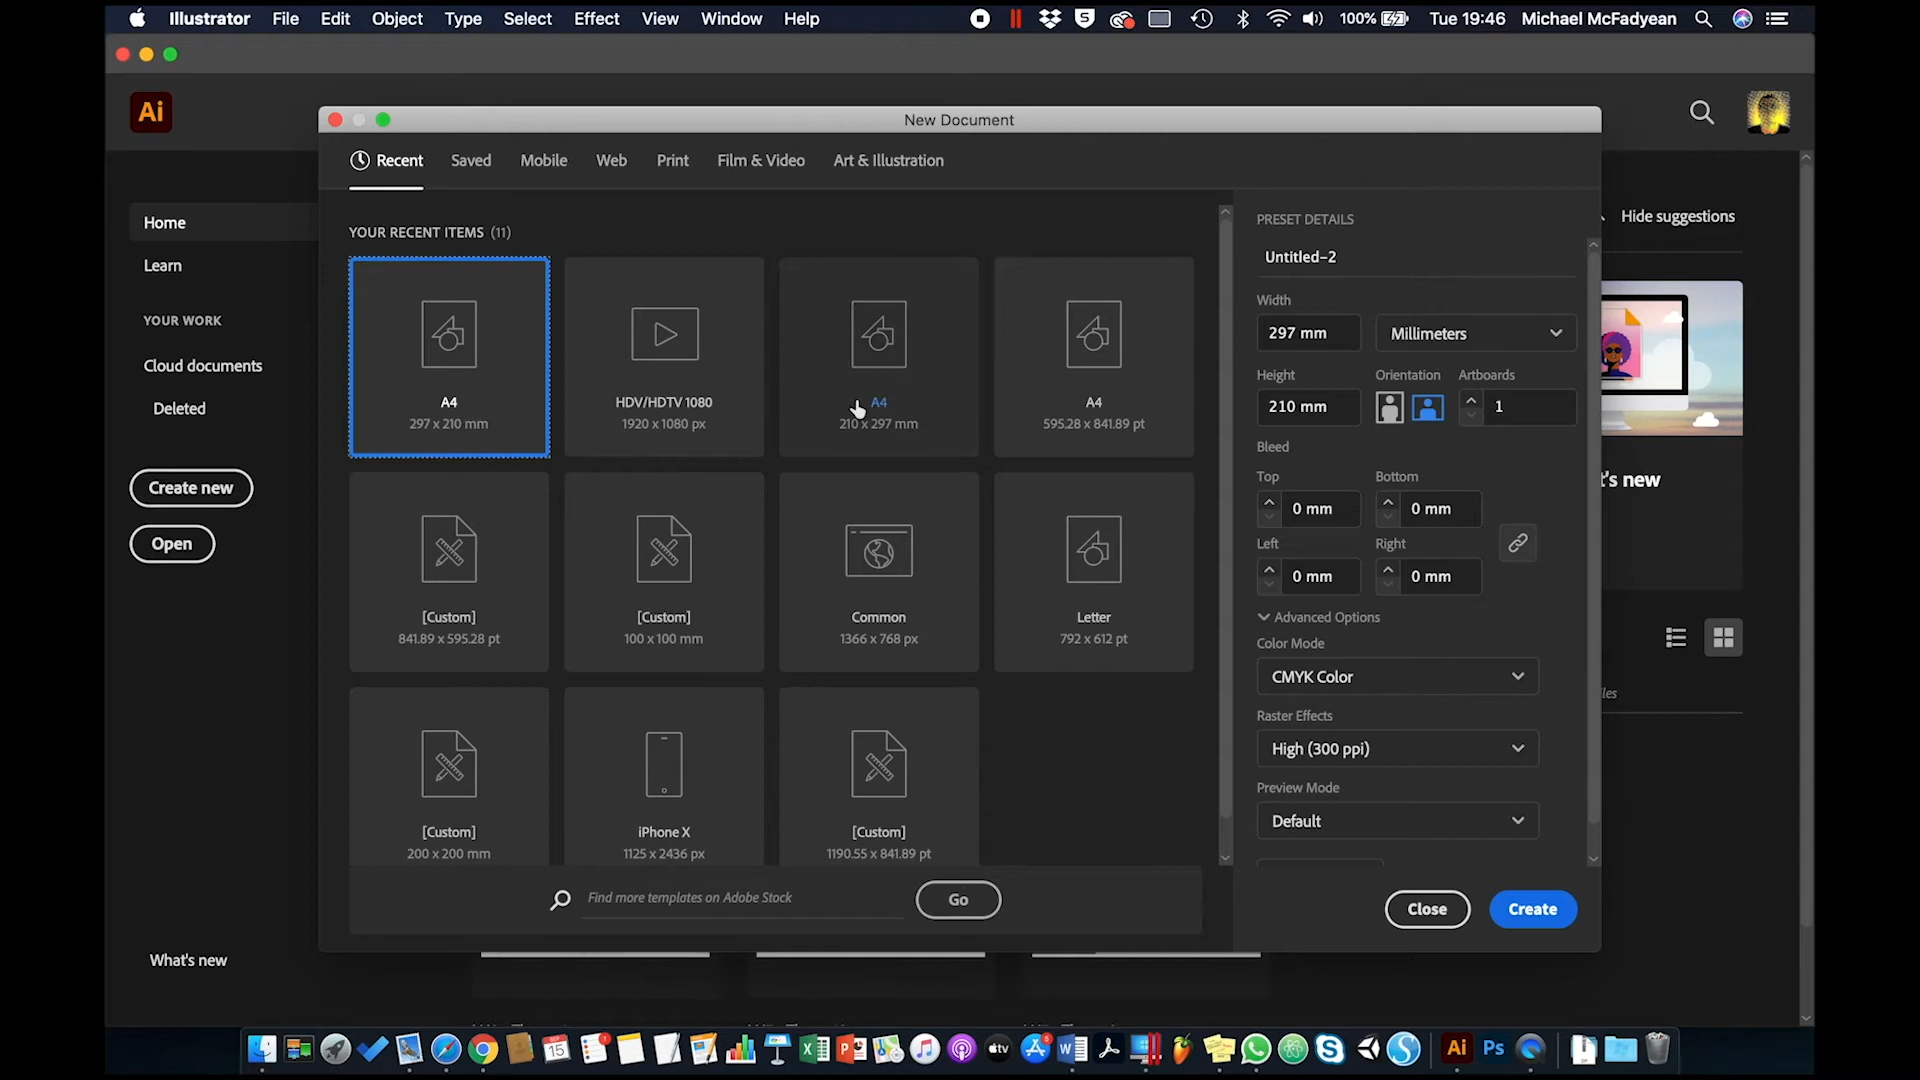 Illustrator File Edit Object Type Select Effect View Window Help 100% Tue 19:46 Michael McFadyean
Ai
New Document
Recent Saved Mobile Web Print Film & Video Art & Illustration
Home
Learn
YOUR WORK
Cloud documents
Deleted
Create new
Open
What's new
YOUR RECENT ITEMS (11)
A4
297 x 210 mm
HDV/HDTV 1080
1920 x 1080 px
A4
210 x 297 mm
A4
595.28 x 841.89 pt
[Custom]
841.89 x 595.28 pt
[Custom]
100 x 100 mm
Common
1366 x 768 px
Letter
792 x 612 pt
[Custom]
200 x 200 mm
iPhone X
1125 x 2436 px
[Custom]
1190.55 x 841.89 pt
Find more templates on Adobe Stock
Go
PRESET DETAILS
Untitled-2
Width
297 mm Millimeters
Height Orientation Artboards
210 mm 1
Bleed
Top Bottom
0 mm 0 mm
Left Right
0 mm 0 mm
Advanced Options
Color Mode
CMYK Color
Raster Effects
High (300 ppi)
Preview Mode
Default
Close Create
Hide suggestions
t's new
les
SEP
15
tv
Ai
Ps